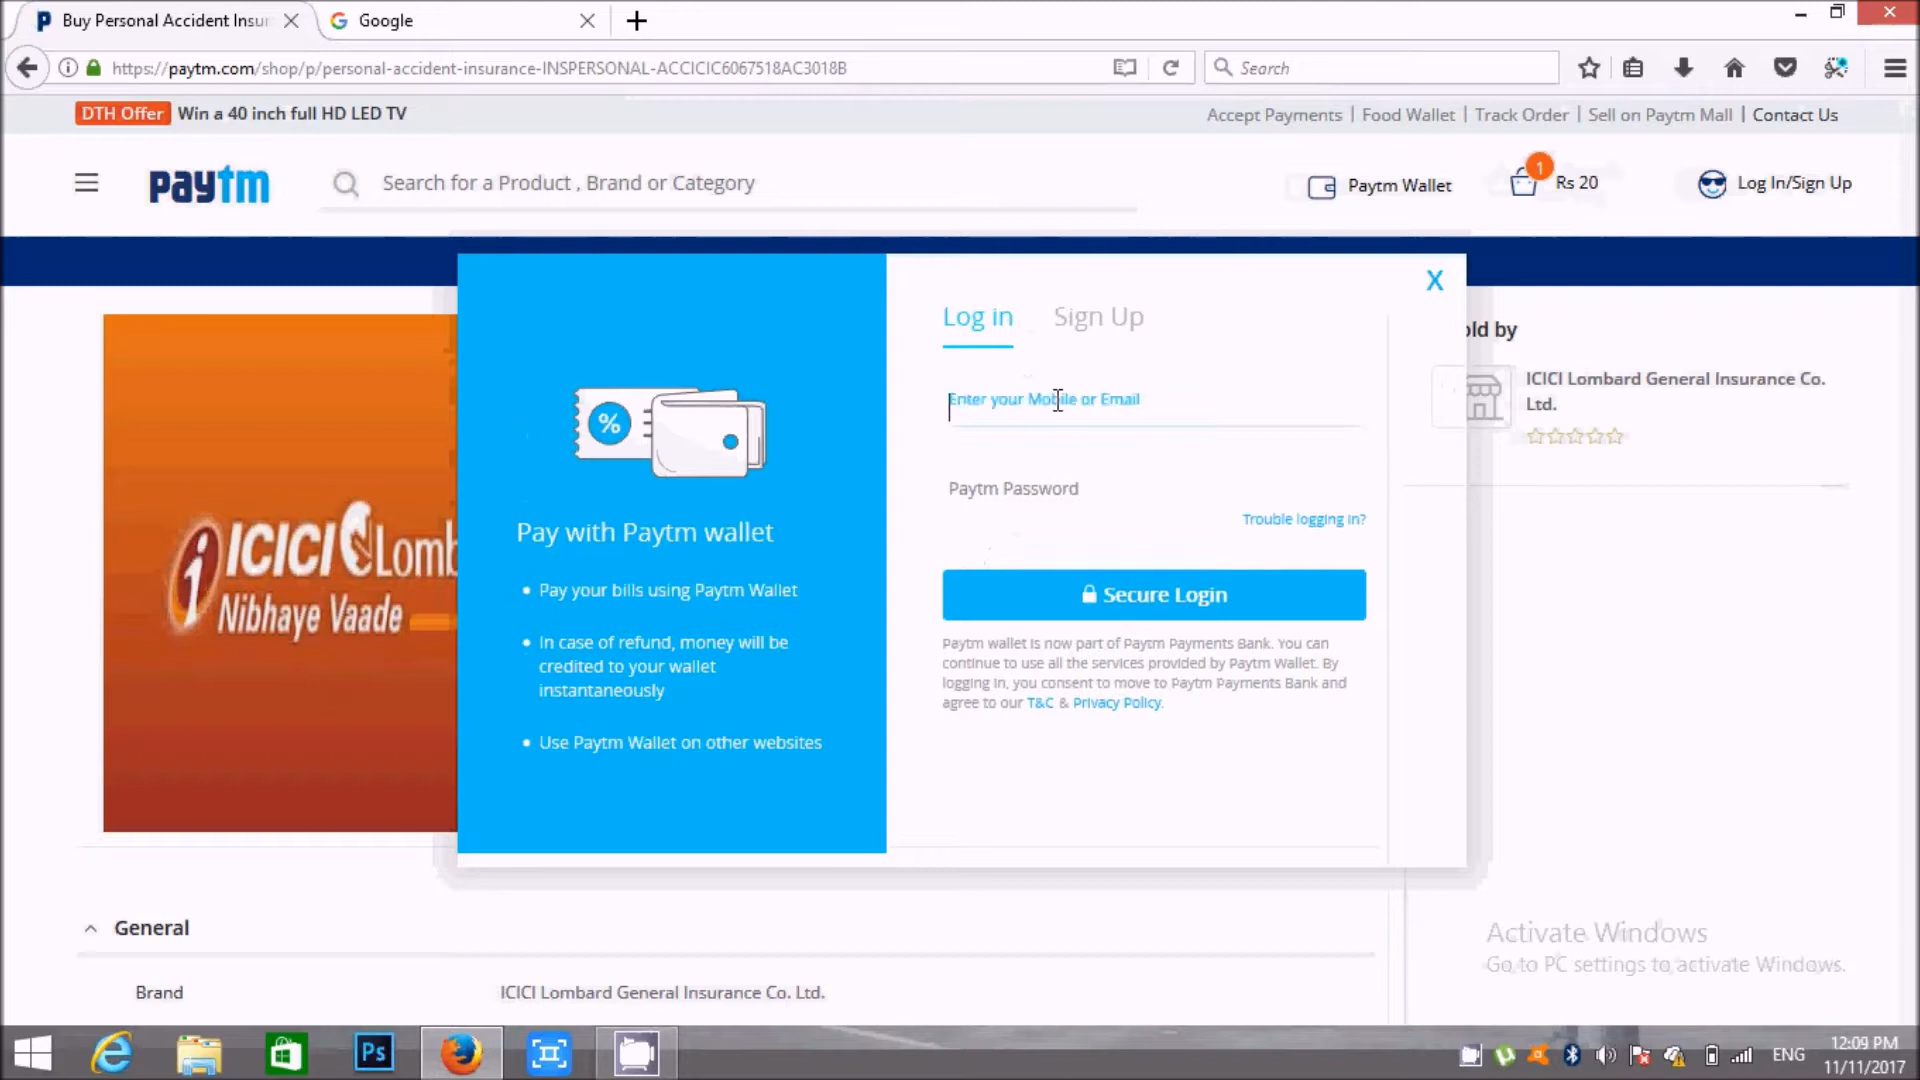 Buy Personal Accident Insur
Google
https://paytm.com/shop/p/personal-accident-insurance-INSPERSONAL-ACCICIC6067518AC3018B
Search
DTH Offer Win a 40 inch full HD LED TV
Accept Payments | Food Wallet | Track Order | Sell on Paytm Mall | Contact Us
paytm
Search for a Product , Brand or Category
Paytm Wallet
1
Rs 20
Log In/Sign Up
X
Log in Sign Up
Enter your Mobile or Email
Paytm Password
Trouble logging in?
Secure Login
Paytm wallet is now part of Paytm Payments Bank. You can
continue to use all the services provided by Paytm Wallet. By
logging in, you consent to move to Paytm Payments Bank and
agree to our T&C & Privacy Policy.
%
Pay with Paytm wallet
Pay your bills using Paytm Wallet
In case of refund, money will be
credited to your wallet
instantaneously
Use Paytm Wallet on other websites
i ICICI Lomb
Nibhaye Vaade
old by
ICICI Lombard General Insurance Co.
Ltd.
General
Brand
ICICI Lombard General Insurance Co. Ltd.
Activate Windows
Go to PC settings to activate Windows.
Ps
ENG
12:09 PM
11/11/2017